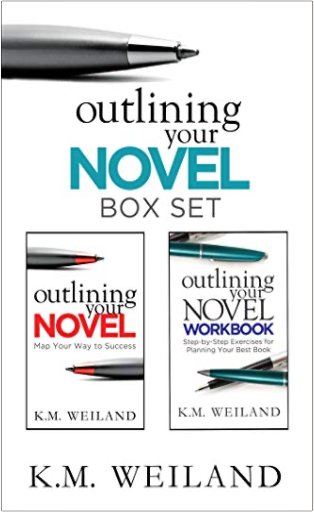 outlining
your
NOVEL
BOX SET
outlining
your
NOVEL
Map Your Way to Success
K.M. WEILAND
outlining
your
NOVEL
WORKBOOK
Step-by-Step Exercises for
Planning Your Best Book
K.M. WEILAND
K.M. WEILAND